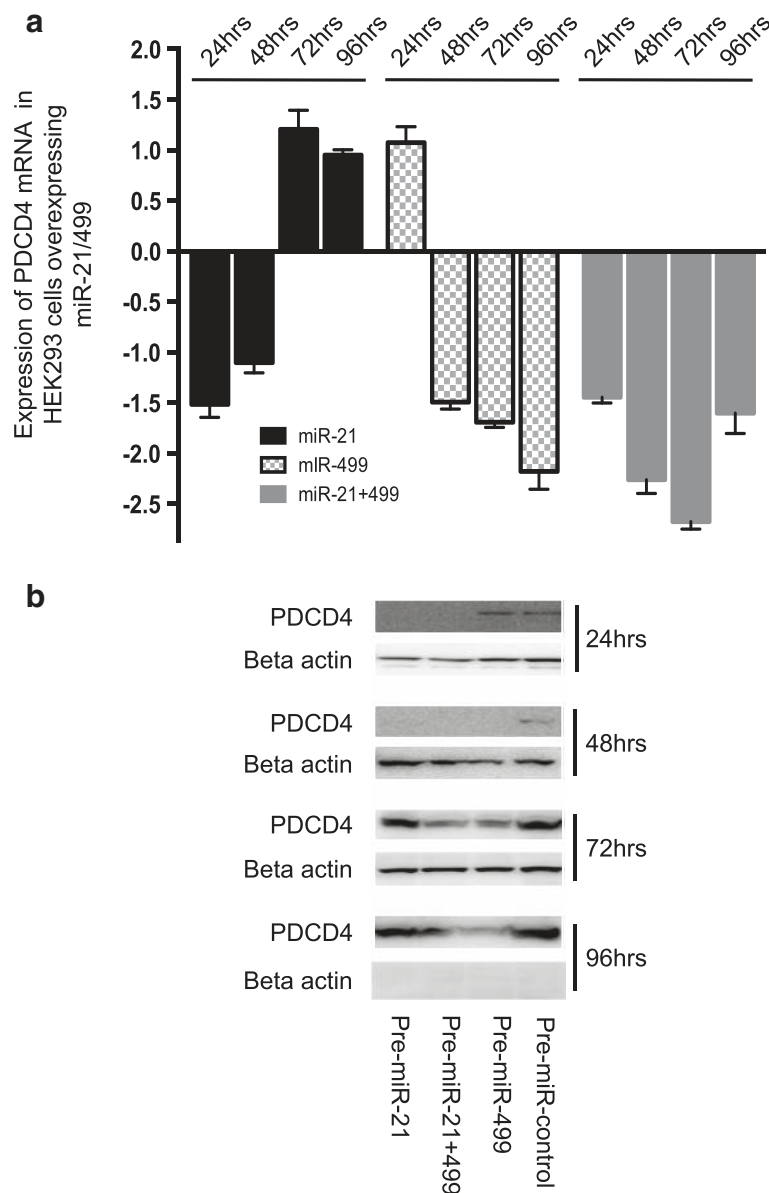 a
24hrs 48hrs 72hrs 96hrs 24hrs 48hrs 72hrs 96hrs 24hrs 48hrs 72hrs 96hrs
Expression of PDCD4 mRNA in
HEK293 cells overexpressing
miR-21/499
2.0
1.5
1.0
0.5
0.0
-0.5
-1.0
-1.5
-2.0
-2.5
miR-21
mIR-499
miR-21+499
b
PDCD4
Beta actin
24hrs
PDCD4
Beta actin
48hrs
PDCD4
Beta actin
72hrs
PDCD4
Beta actin
96hrs
Pre-miR-21
Pre-miR-21+499
Pre-miR-499
Pre-miR-control